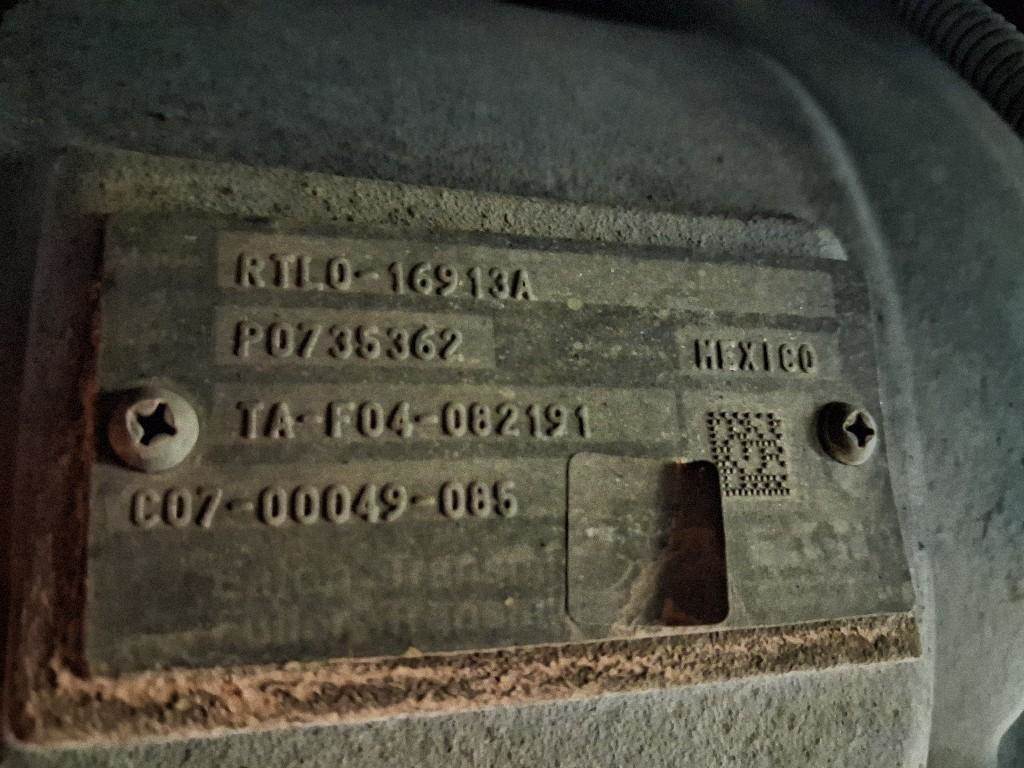 RTLO-16913A
P0735362
MEXICO
TA-F04-082191
C07-00049-085